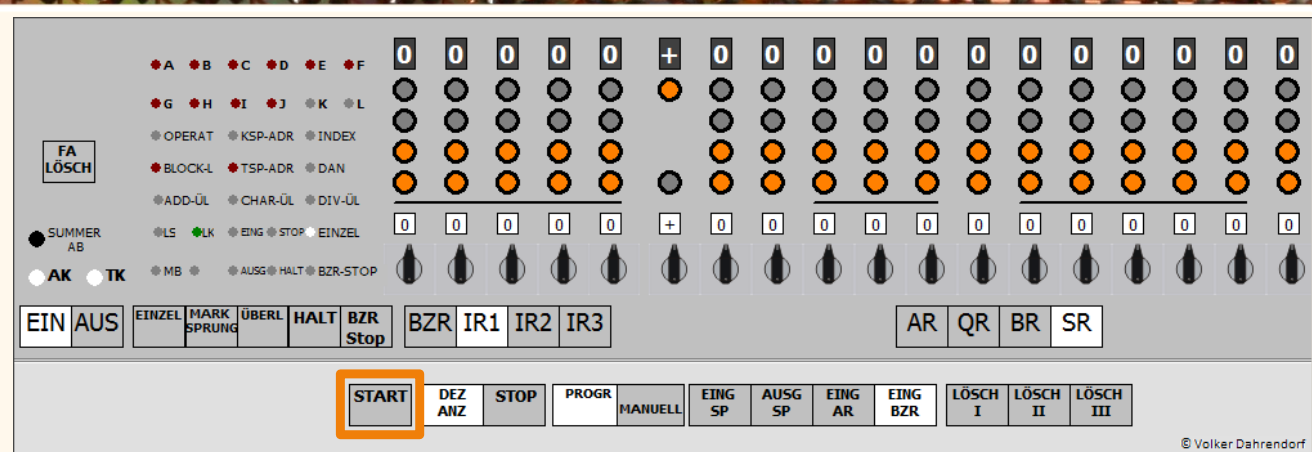 0 0 0 0 0 + 0 0 0 0 0 0 0 0 0 0 0 0
A B C D E F
G H I J K L
OPERAT KSP-ADR INDEX
FA
LÖSCH
BLOCK-L TSP-ADR DAN
ADD-ÜL CHAR-ÜL DIV-ÜL
0 0 0 0 0 + 0 0 0 0 0 0 0 0 0 0 0 0
SUMMER
AB
LS LK EING STOP EINZEL
AK TK
MB AUSG HALT BZR-STOP
EIN AUS
EINZEL
MARK
SPRUNG
ÜBERL
HALT
BZR
Stop
BZR IR1 IR2 IR3
AR QR BR SR
START
DEZ
ANZ
STOP
PROGR
MANUELL
EING
SP
AUSG
SP
EING
AR
EING
BZR
LÖSCH
I
LÖSCH
II
LÖSCH
III
© Volker Dahrendorf